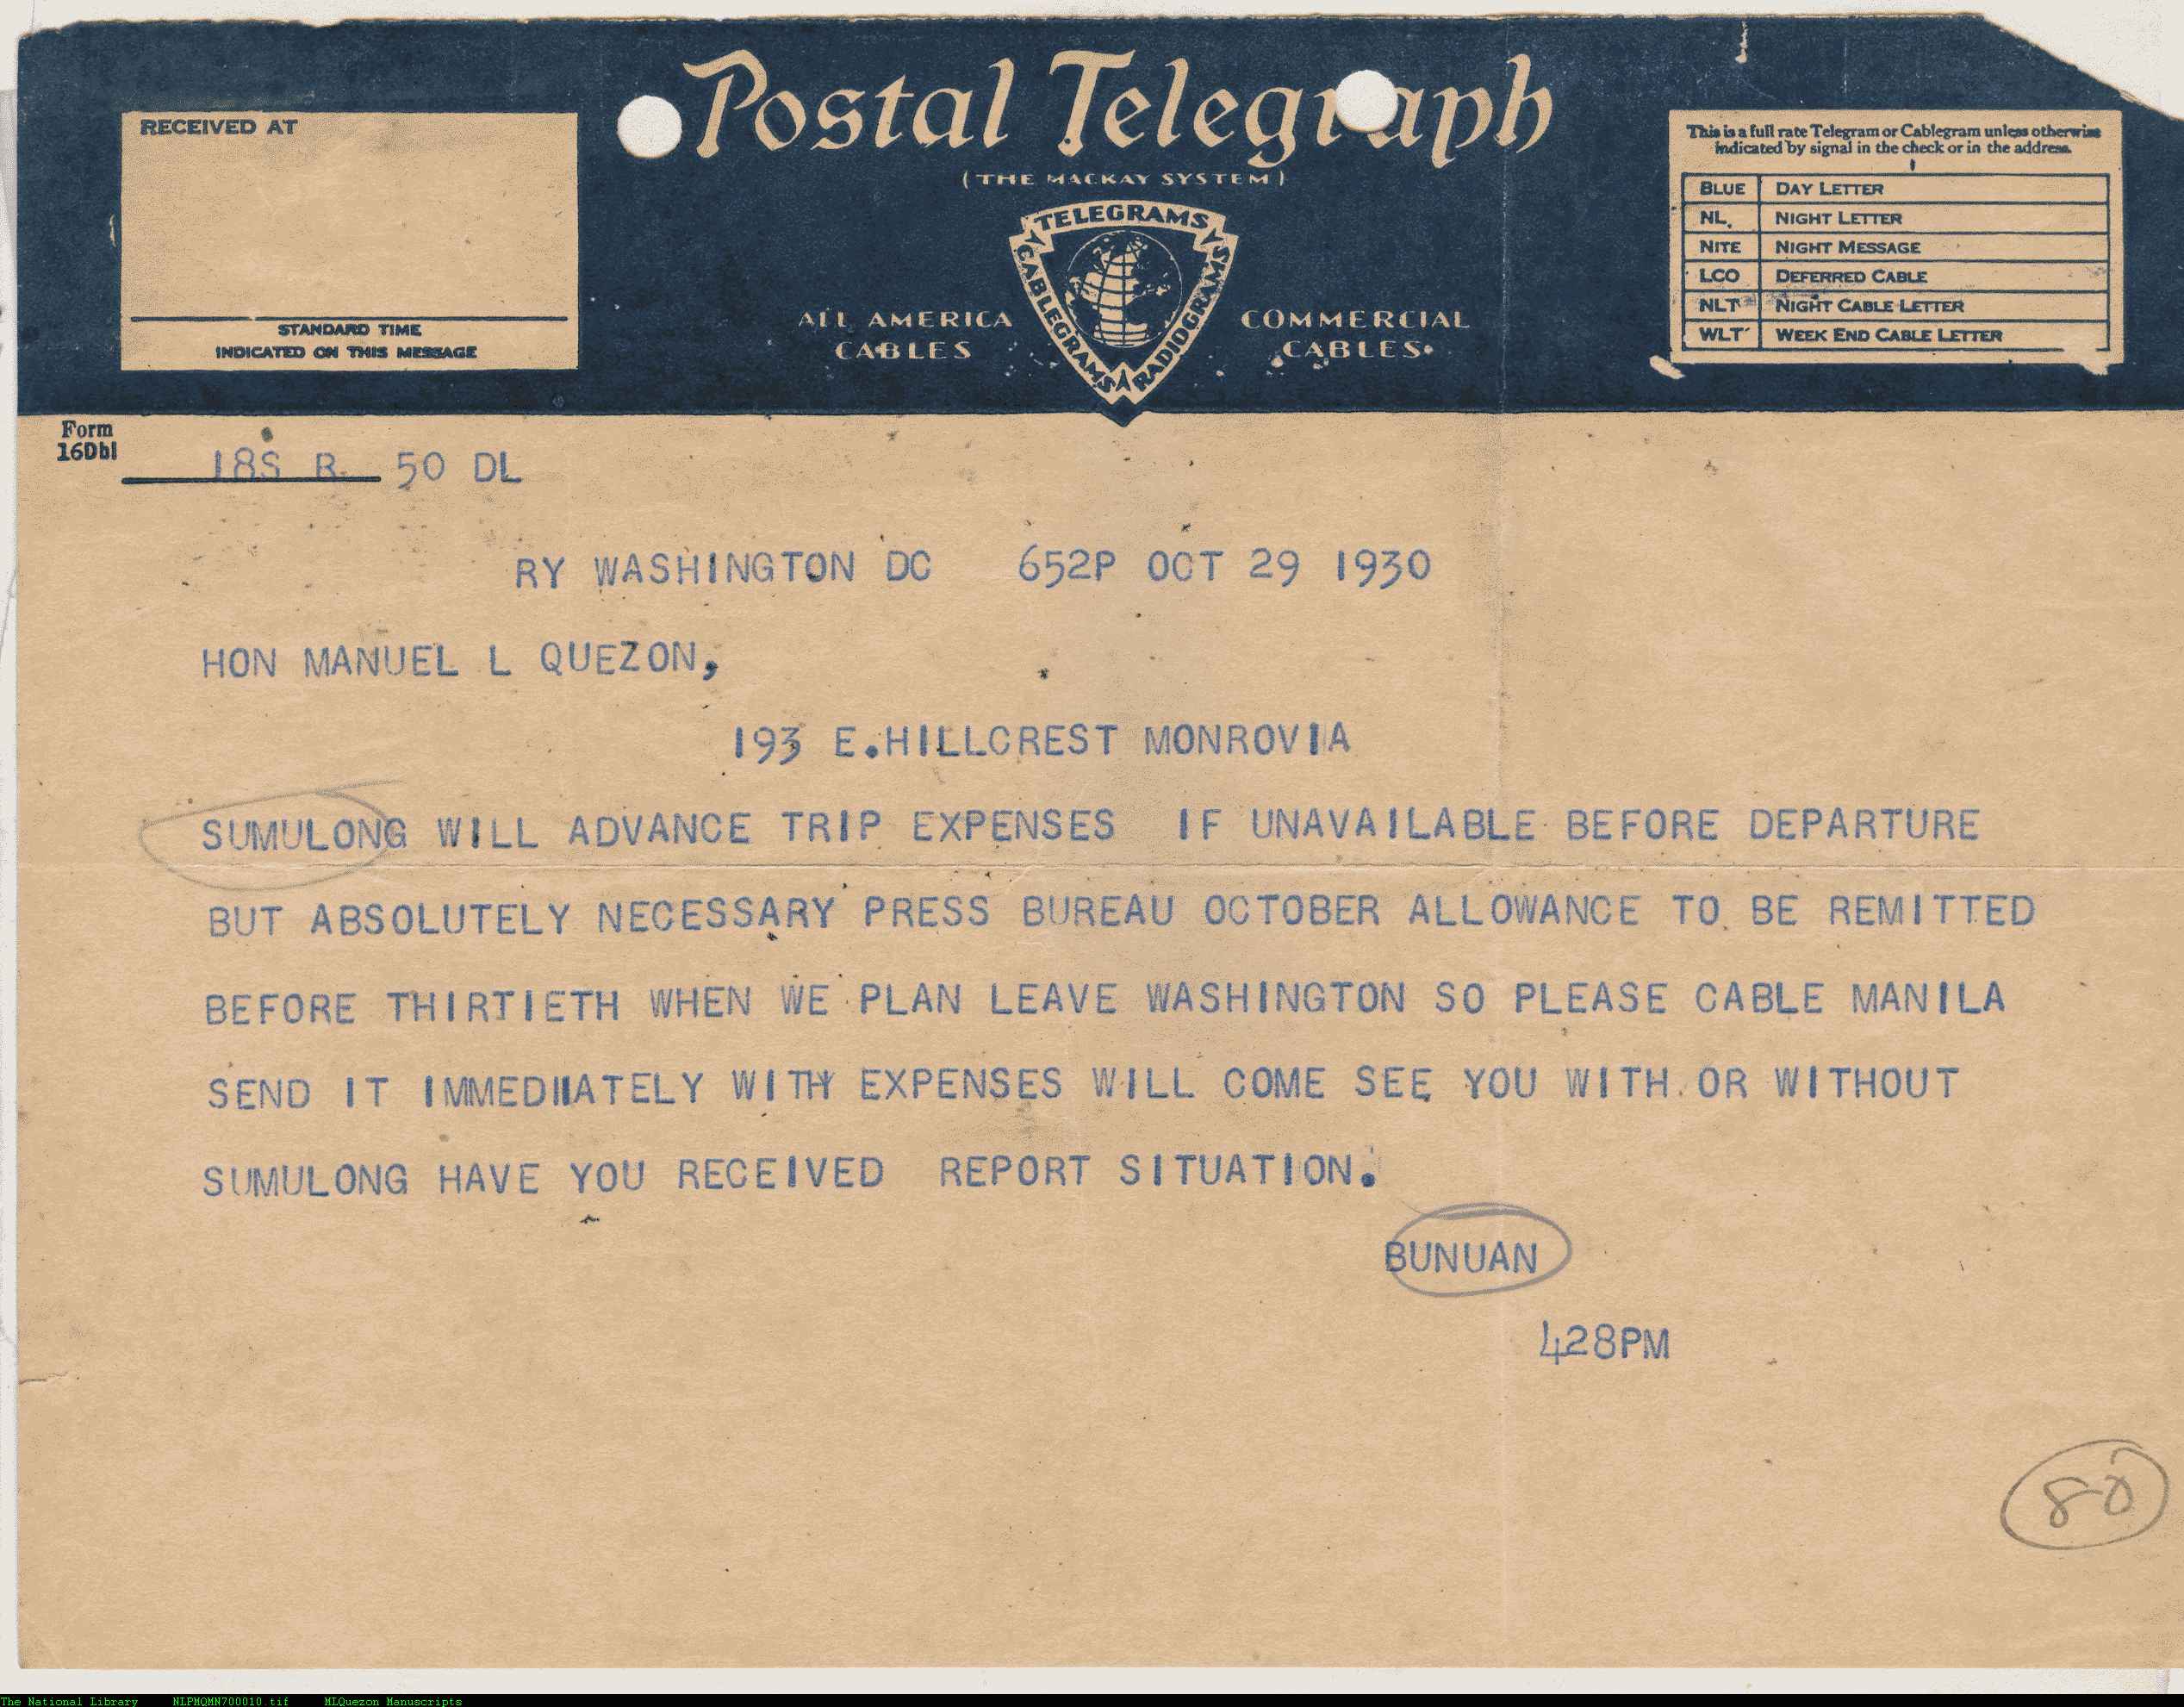 Postal Telegraph
(THE MACKAY SYSTEM)
RECEIVED AT
STANDARD TIME
INDICATED ON THIS MESSAGE
TELEGRAMS
CABLEGRAMS
RADIOGRAMS
ALL AMERICA
CABLES
COMMERCIAL
CABLES
This is a full rate Telegram or Cablegram unless otherwise
indicated by signal in the check or in the address.
BLUE DAY LETTER
NL NIGHT LETTER
NITE NIGHT MESSAGE
LCO DEFERRED CABLE
NLT NIGHT CABLE LETTER
WLT WEEK END CABLE LETTER
Form
16Dbl
18S R 50 DL
RY WASHINGTON DC 652P OCT 29 1930
HON MANUEL L QUEZON,
193 E.HILLCREST MONROVIA
SUMULONG WILL ADVANCE TRIP EXPENSES IF UNAVAILABLE BEFORE DEPARTURE
BUT ABSOLUTELY NECESSARY PRESS BUREAU OCTOBER ALLOWANCE TO BE REMITTED
BEFORE THIRTIETH WHEN WE PLAN LEAVE WASHINGTON SO PLEASE CABLE MANILA
SEND IT IMMEDIIATELY WITH EXPENSES WILL COME SEE YOU WITH OR WITHOUT
SUMULONG HAVE YOU RECEIVED REPORT SITUATION.
BUNUAN
428PM
The National Library NLPMQMN700010.tif MLQuezon Manuscripts